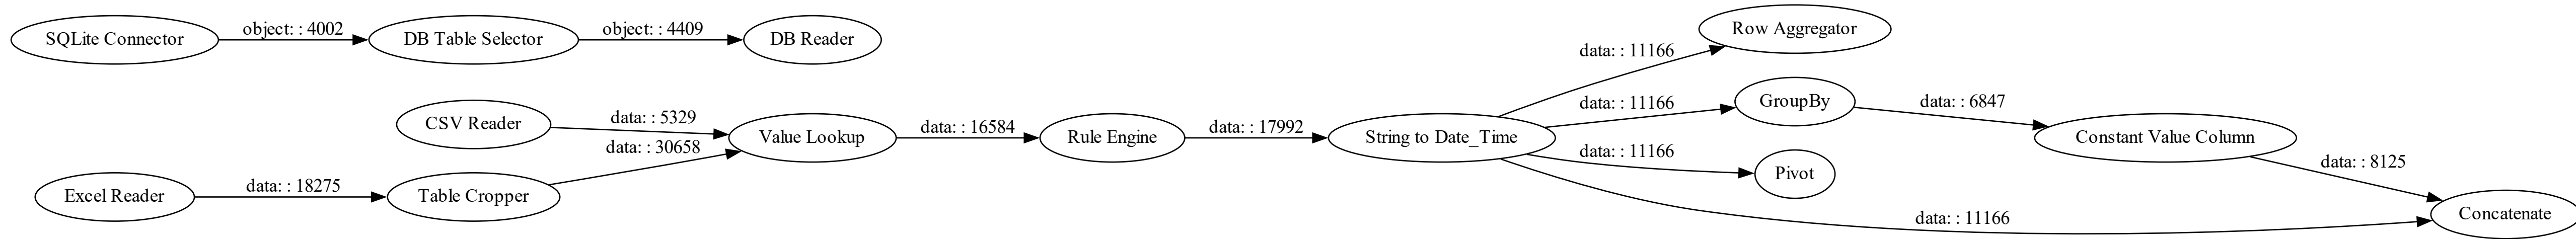 SQLite Connector
object: : 4002
DB Table Selector
object: : 4409
DB Reader
CSV Reader
data: : 5329
Excel Reader
data: : 18275
Table Cropper
data: : 30658
Value Lookup
data: : 16584
Rule Engine
data: : 17992
String to Date_Time
data: : 11166
Row Aggregator
data: : 11166
GroupBy
data: : 6847
Constant Value Column
data: : 11166
Pivot
data: : 8125
data: : 11166
Concatenate